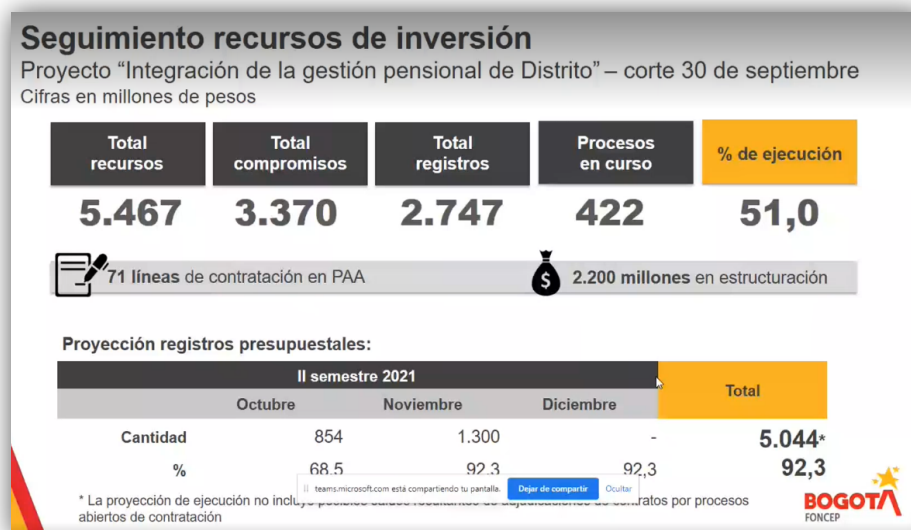 Seguimiento recursos de inversión
Proyecto “Integración de la gestión pensional de Distrito” – corte 30 de septiembre
Cifras en millones de pesos
Total recursos
Total compromisos
Total registros
Procesos en curso
% de ejecución
5.467 3.370 2.747 422 51,0
71 líneas de contratación en PAA
2.200 millones en estructuración
Proyección registros presupuestales:
II semestre 2021
Total
Octubre Noviembre Diciembre
Cantidad 854 1.300 - 5.044*
% 68,5 92,3 92,3 92,3
teams.microsoft.com está compartiendo tu pantalla. Dejar de compartir Ocultar
* La proyección de ejecución no incluye contratos por procesos
abiertos de contratación
BOGOTÁ
FONCEP